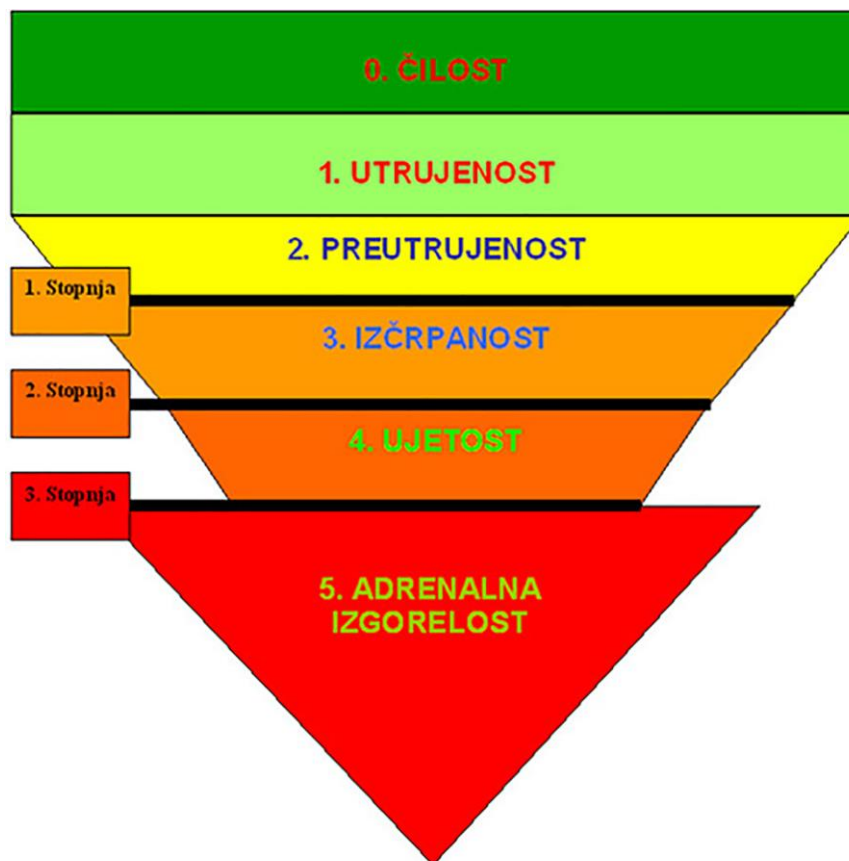 0. ČILOST
1. UTRUJENOST
2. PREUTRUJENOST
1. Stopnja
3. IZČRPANOST
2. Stopnja
4. UJETOST
3. Stopnja
5. ADRENALNA
IZGORELOST